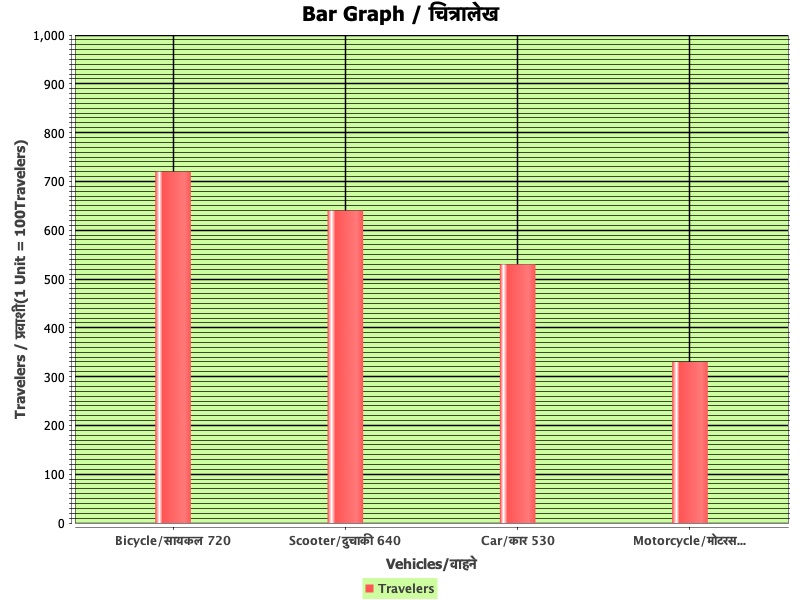 Bar Graph / चित्रालेख
Travelers / प्रवाशी(1 Unit = 100Travelers)
1,000
900
800
700
600
500
400
300
200
100
0
Bicycle/सायकल 720
Scooter/दुचाकी 640
Car/कार 530
Motorcycle/मोटरस...
Vehicles/वाहने
Travelers